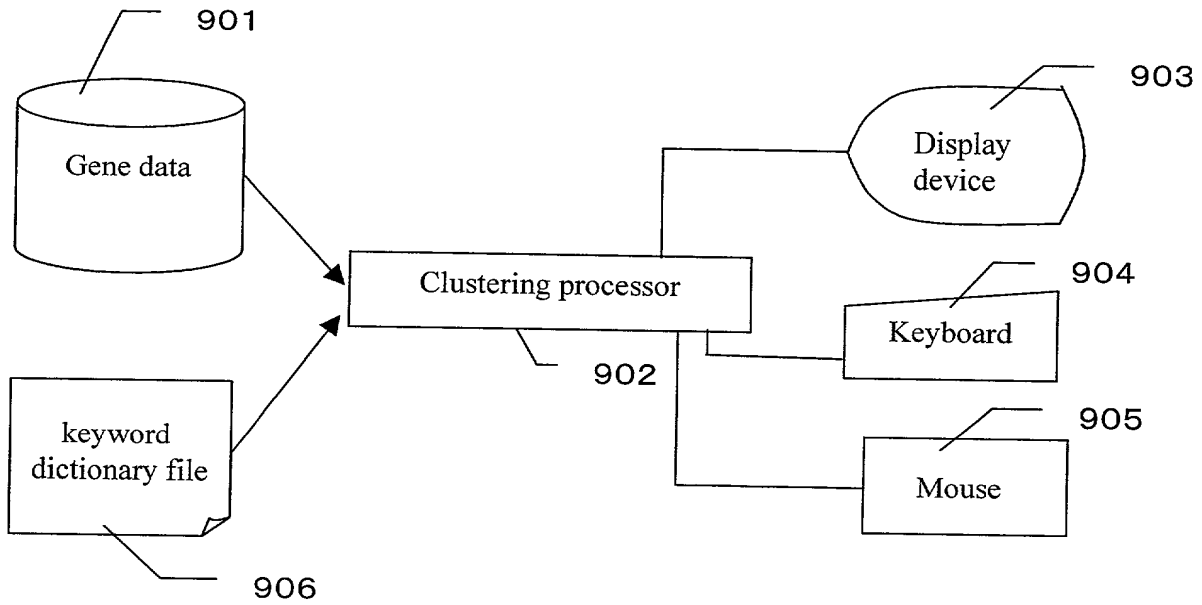 901
Gene data
903
Display
device
Clustering processor
904
Keyboard
902
keyword
dictionary file
905
Mouse
906